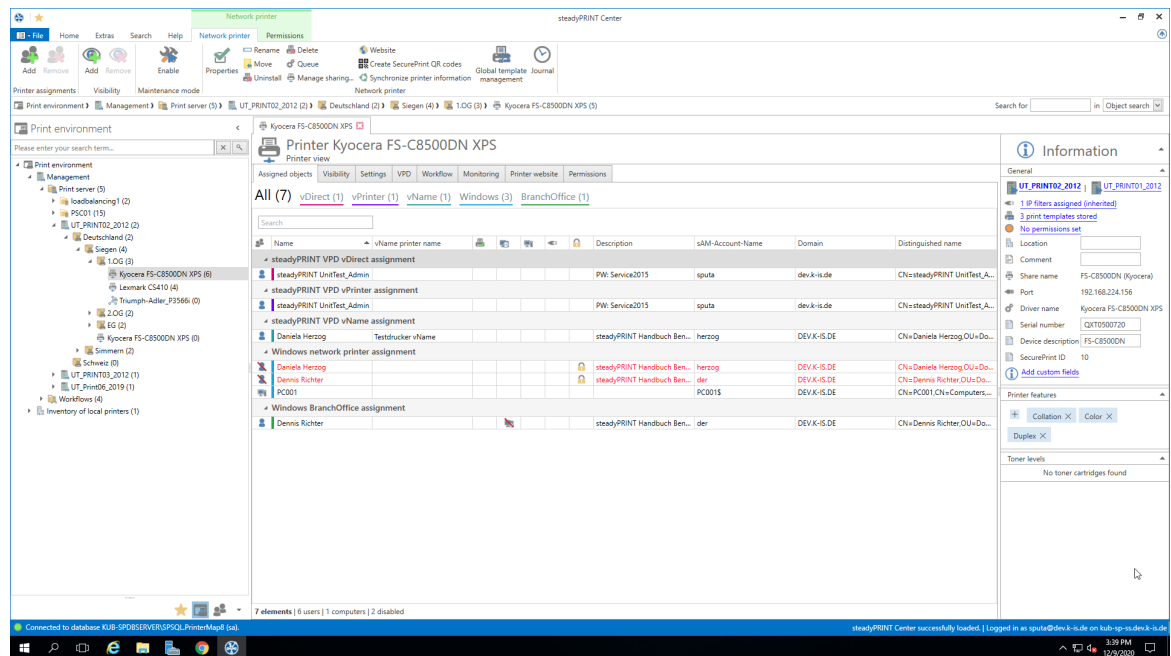 Network printer
steadyPRINT Center
File Home Extras Search Help Network printer Permissions
Add Remove Add Remove Enable Properties
Rename Delete Website
Move Queue Create SecurePrint QR codes
Uninstall Manage sharing... Synchronize printer information
Global template management Journal
Printer assignments Visibility Maintenance mode Network printer
Print environment Management Print server (5) UT_PRINT02_2012 (2) Deutschland (2) Siegen (4) 1.OG (3) Kyocera FS-C8500DN XPS (5)
Search for in Object search
Print environment
Please enter your search term...
Print environment
Management
Print server (5)
loadbalancing1 (2)
PSC01 (15)
UT_PRINT02_2012 (2)
Deutschland (2)
Siegen (4)
1.OG (3)
Kyocera FS-C8500DN XPS (6)
Lexmark CS410 (4)
Triumph-Adler_P3566i (0)
2.OG (2)
EG (2)
Kyocera FS-C8500DN XPS (0)
Simmern (2)
Schweiz (0)
UT_PRINT03_2012 (1)
UT_Print06_2019 (1)
Workflows (4)
Inventory of local printers (1)
Kyocera FS-C8500DN XPS
Printer Kyocera FS-C8500DN XPS
Printer view
Assigned objects Visibility Settings VPD Workflow Monitoring Printer website Permissions
All (7) vDirect (1) vPrinter (1) vName (1) Windows (3) BranchOffice (1)
Search
Name vName printer name Description sAM-Account-Name Domain Distinguished name
steadyPRINT VPD vDirect assignment
steadyPRINT UnitTest_Admin PW: Service2015 sputa dev.k-is.de CN=steadyPRINT UnitTest_A...
steadyPRINT VPD vPrinter assignment
steadyPRINT UnitTest_Admin PW: Service2015 sputa dev.k-is.de CN=steadyPRINT UnitTest_A...
steadyPRINT VPD vName assignment
Daniela Herzog Testdrucker vName steadyPRINT Handbuch Ben... herzog DEV.K-IS.DE CN=Daniela Herzog,OU=Do...
Windows network printer assignment
Daniela Herzog steadyPRINT Handbuch Ben... herzog DEV.K-IS.DE CN=Daniela Herzog,OU=Do...
Dennis Richter steadyPRINT Handbuch Ben... der DEV.K-IS.DE CN=Dennis Richter,OU=Do...
PC001 PC001$ DEV.K-IS.DE CN=PC001,CN=Computers,...
Windows BranchOffice assignment
Dennis Richter steadyPRINT Handbuch Ben... der DEV.K-IS.DE CN=Dennis Richter,OU=Do...
7 elements | 6 users | 1 computers | 2 disabled
Information
General
UT_PRINT02_2012 | UT_PRINT01_2012
1 IP filters assigned (inherited)
3 print templates stored
No permissions set
Location
Comment
Share name FS-C8500DN (Kyocera)
Port 192.168.224.156
Driver name Kyocera FS-C8500DN XPS
Serial number QXT0500720
Device description FS-C8500DN
SecurePrint ID 10
Add custom fields
Printer features
+ Collation Color
Duplex
Toner levels
No toner cartridges found
Connected to database KUB-SPDBSERVER\SPSQL.PrinterMap8 (sa).
steadyPRINT Center successfully loaded. | Logged in as sputa@dev.k-is.de on kub-sp-ss.dev.k-is.de
3:39 PM
12/9/2020